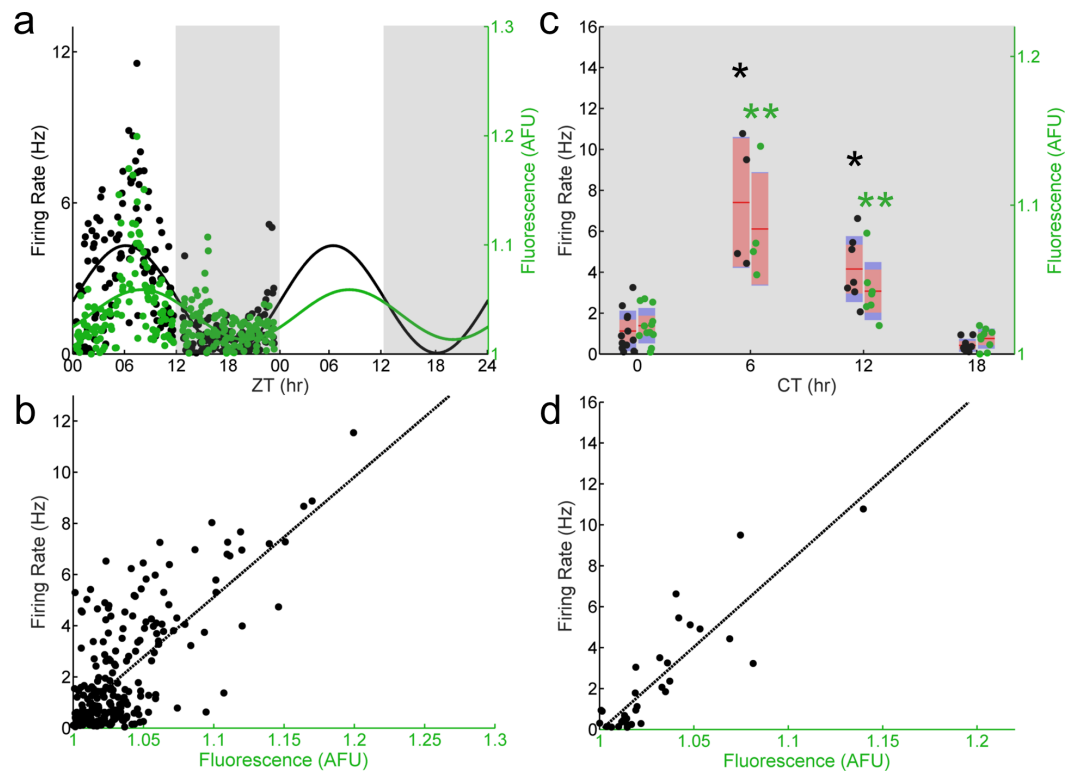 a
12
6
0
Firing Rate (Hz)
1.3
1.2
1.1
1
Fluorescence (AFU)
00 06 12 18 00 06 12 18 24
ZT (hr)
c
16
14
12
10
8
6
4
2
0
Firing Rate (Hz)
*
**
*
**
1.2
1.1
1
Fluorescence (AFU)
0 6 12 18
CT (hr)
b
12
10
8
6
4
2
0
Firing Rate (Hz)
1 1.05 1.1 1.15 1.2 1.25 1.3
Fluorescence (AFU)
d
16
14
12
10
8
6
4
2
0
Firing Rate (Hz)
1 1.05 1.1 1.15 1.2
Fluorescence (AFU)